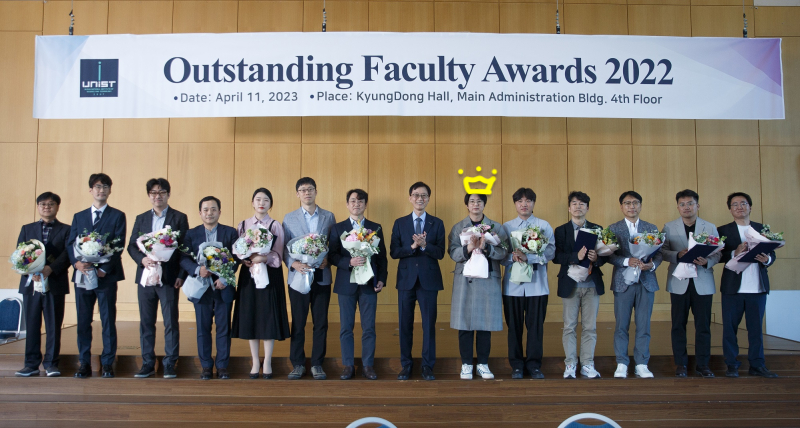 UNIST
Outstanding Faculty Awards 2022
•Date: April 11, 2023 •Place: KyungDong Hall, Main Administration Bldg. 4th Floor